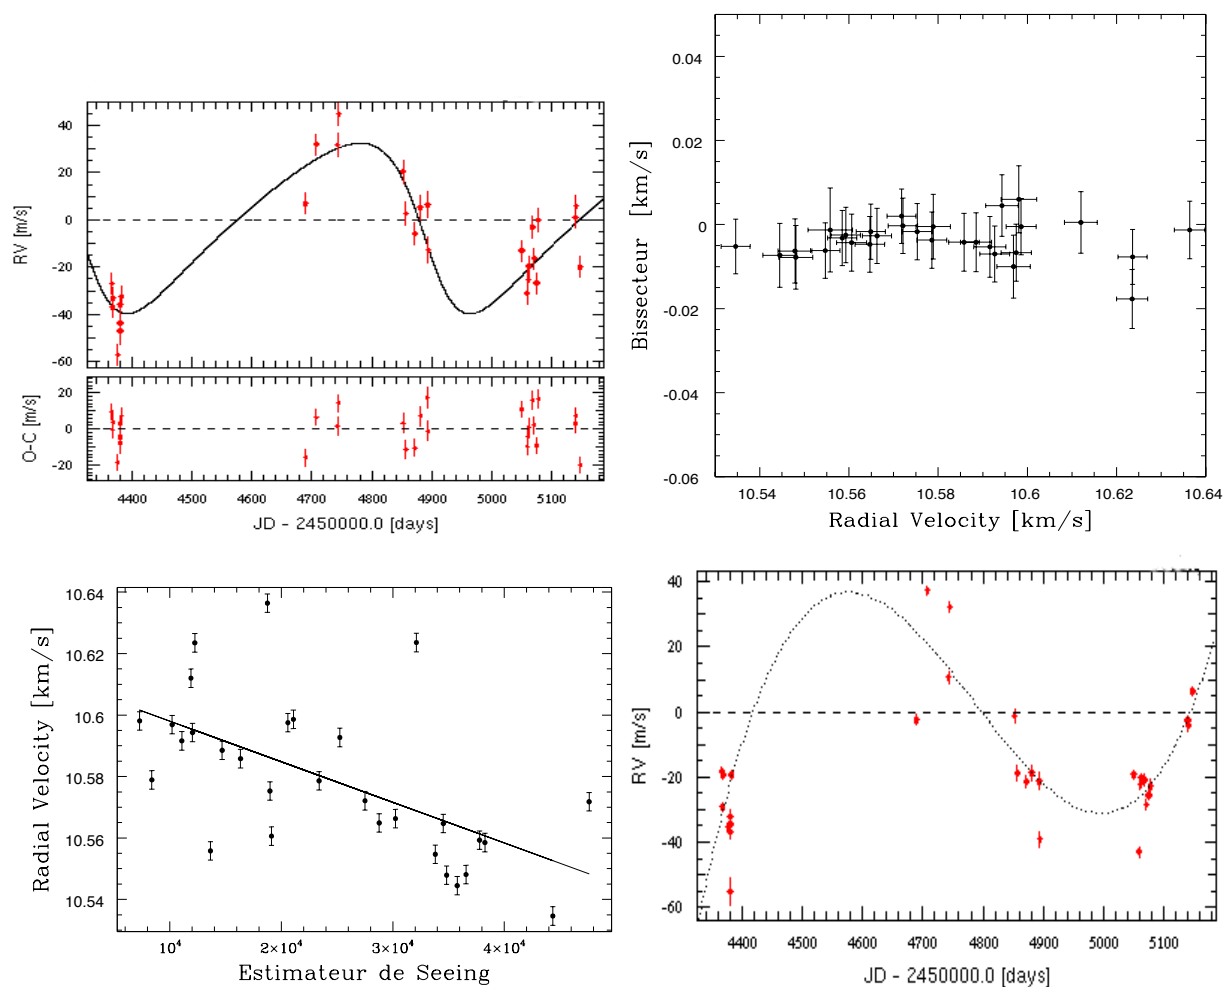 40
20
0
-20
-40
-60
RV [m/s]
20
0
-20
O-C [m/s]
4400 4500 4600 4700 4800 4900 5000 5100
JD - 2450000.0 [days]
0.04
0.02
0
-0.02
-0.04
-0.06
Bissecteur [km/s]
10.54 10.56 10.58 10.6 10.62 10.64
Radial Velocity [km/s]
10.64
10.62
10.6
10.58
10.56
10.54
Radial Velocity [km/s]
10⁴ 2×10⁴ 3×10⁴ 4×10⁴
Estimateur de Seeing
40
20
0
-20
-40
-60
RV [m/s]
4400 4500 4600 4700 4800 4900 5000 5100
JD - 2450000.0 [days]